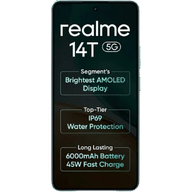 realme
14T 5G
Segment's
Brightest AMOLED
Display
Top-Tier
IP69
Water Protection
Long Lasting
6000mAh Battery
45W Fast Charge